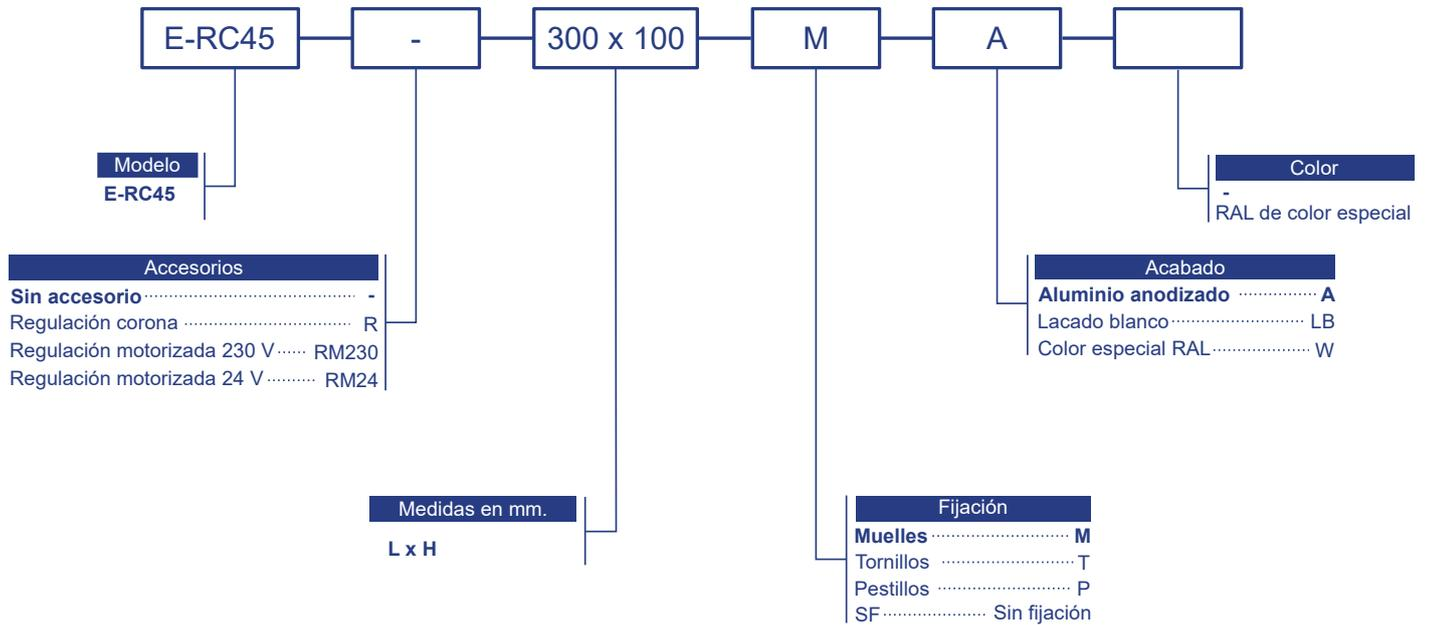 E-RC45 - 300 x 100 M A
Modelo
E-RC45
Color
-
RAL de color especial
Accesorios
Sin accesorio -
Regulación corona R
Regulación motorizada 230 V RM230
Regulación motorizada 24 V RM24
Acabado
Aluminio anodizado A
Lacado blanco LB
Color especial RAL W
Medidas en mm.
L x H
Fijación
Muelles M
Tornillos T
Pestillos P
SF Sin fijación